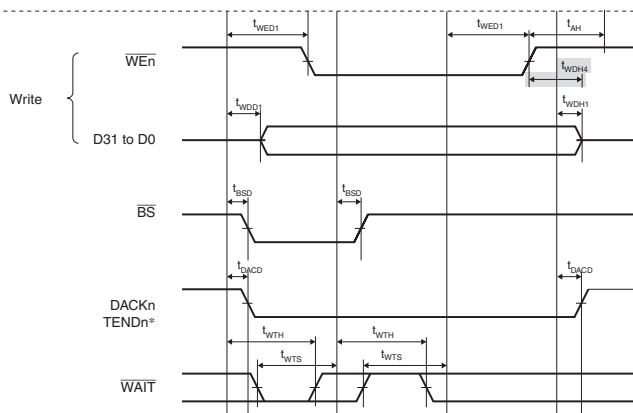 tWED1 tWED1 tAH
WEn
tWDH4
Write
tWDD1 tWDH1
D31 to D0
tBSD tBSD
BS
tDACD tDACD
DACKn
TENDn*
tWTH tWTH
tWTS tWTS
WAIT